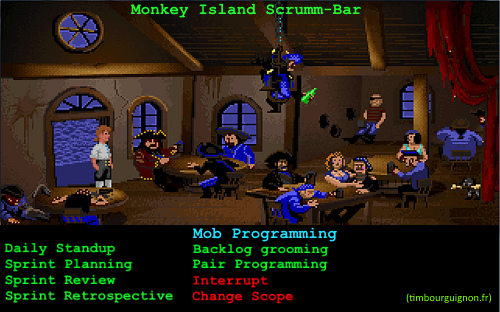 Monkey Island Scrumm-Bar
Mob Programming
Daily Standup
Backlog grooming
Sprint Planning
Pair Programming
Sprint Review
Interrupt
Sprint Retrospective
Change Scope
(timbourguignon.fr)